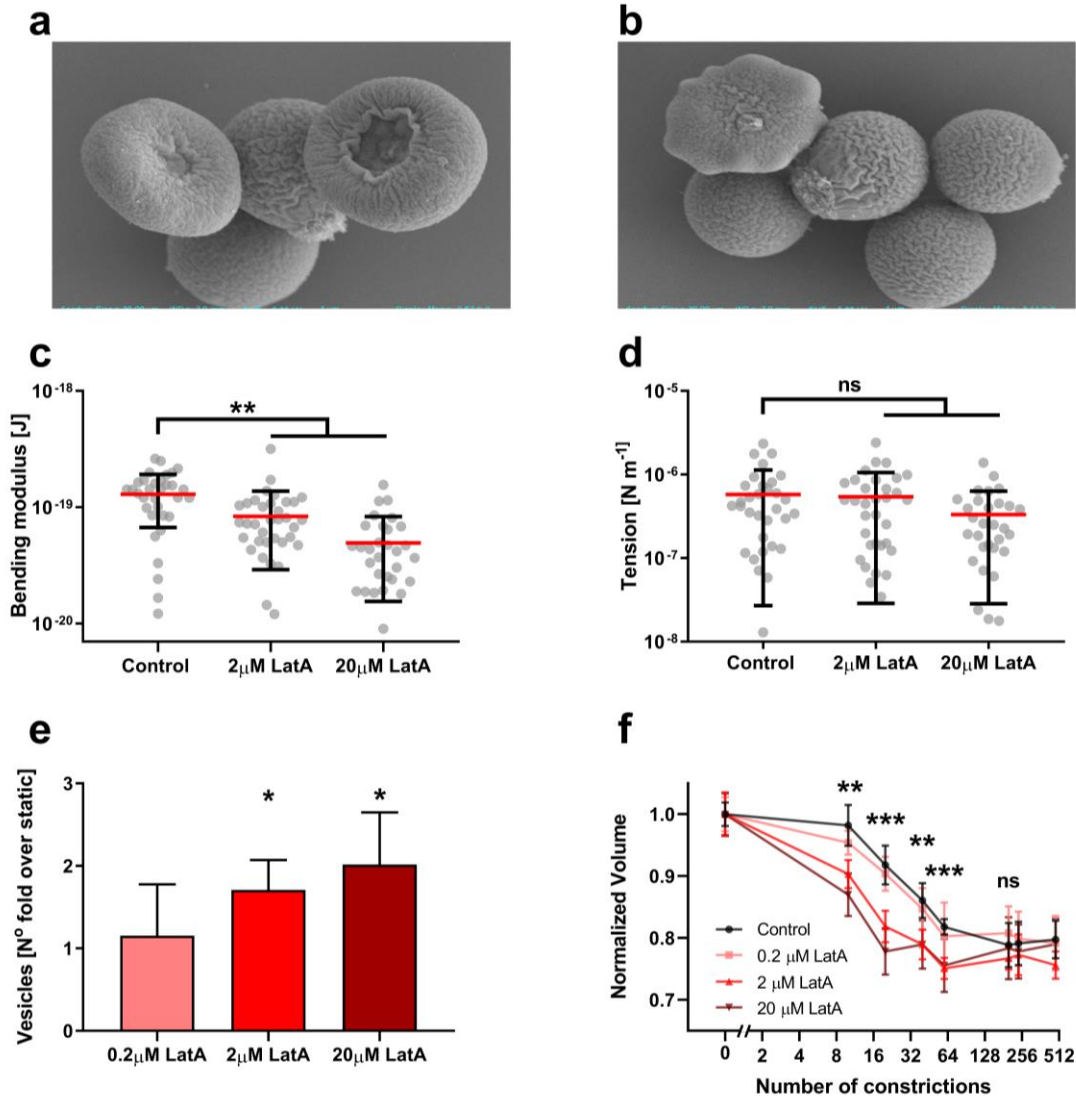 a
b
c
Bending modulus [J]
10-18
10-19
10-20
**
Control
2μM LatA
20μM LatA
d
Tension [N m-1]
10-5
10-6
10-7
10-8
ns
Control
2μM LatA
20μM LatA
e
Vesicles [No fold over static]
3
2
1
0
*
*
0.2μM LatA
2μM LatA
20μM LatA
f
Normalized Volume
1.0
0.9
0.8
0.7
**
***
**
***
ns
Control
0.2 μM LatA
2 μM LatA
20 μM LatA
0 2 4 8 16 32 64 128 256 512
Number of constrictions